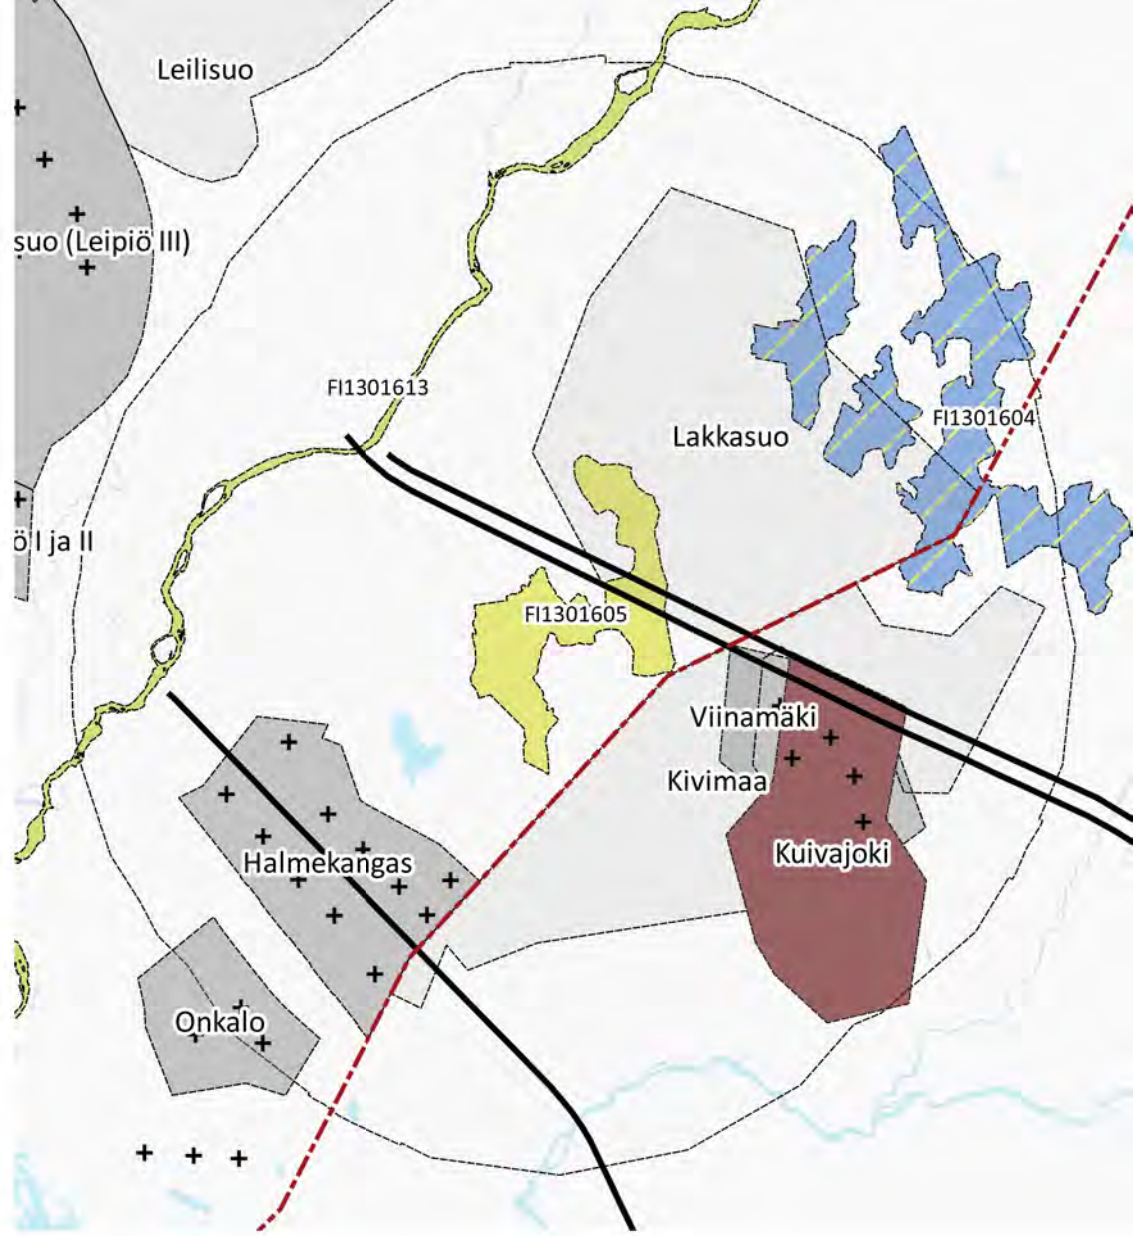 Leilisuo
suo (Leipiö III)
FI1301613
FI1301604
Lakkasuo
ö I ja II
FI1301605
Viinamäki
Kivimaa
Kuivajoki
Halmekangas
Onkalo